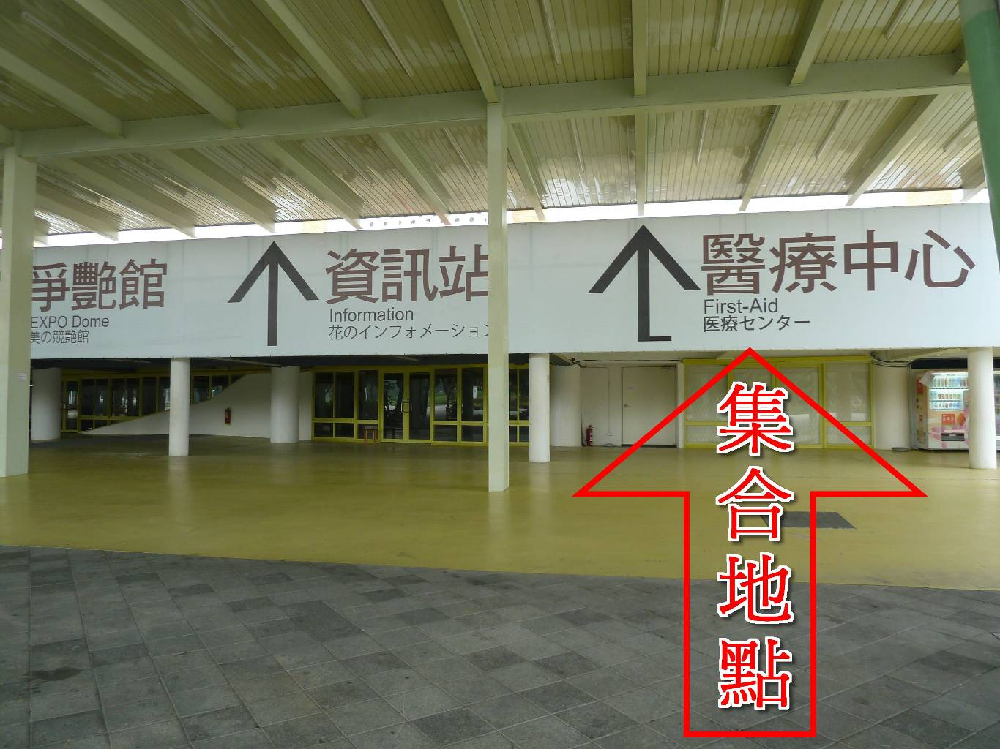 爭艷館
EXPO Dome
美の競艶館
資訊站
Information
花のインフォメーション
醫療中心
First-Aid
医療センター
集合地點